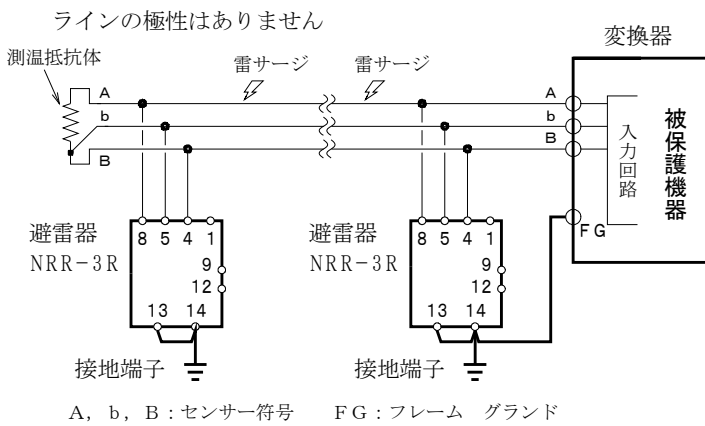 ラインの極性はありません
変換器
測温抵抗体
雷サージ
雷サージ
A
b
B
A
b
B
入力回路
被保護機器
FG
避雷器
NRR-3R
8 5 4 1
9
12
13 14
接地端子
避雷器
NRR-3R
8 5 4 1
9
12
13 14
接地端子
A, b, B:センサー符号 FG:フレーム グランド